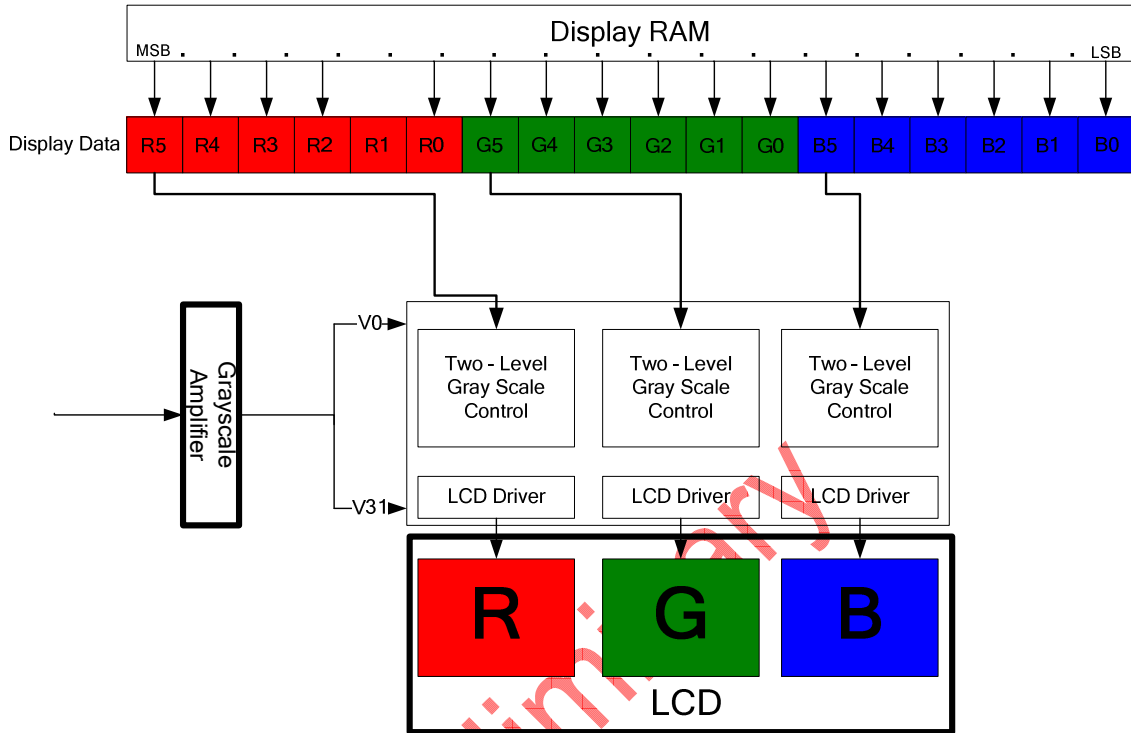 Display RAM
MSB
LSB
Display Data
R5 R4 R3 R2 R1 R0 G5 G4 G3 G2 G1 G0 B5 B4 B3 B2 B1 B0
V0
Grayscale
Amplifier
Two - Level
Gray Scale
Control
Two - Level
Gray Scale
Control
Two - Level
Gray Scale
Control
V31
LCD Driver
LCD Driver
LCD Driver
R
G
B
LCD